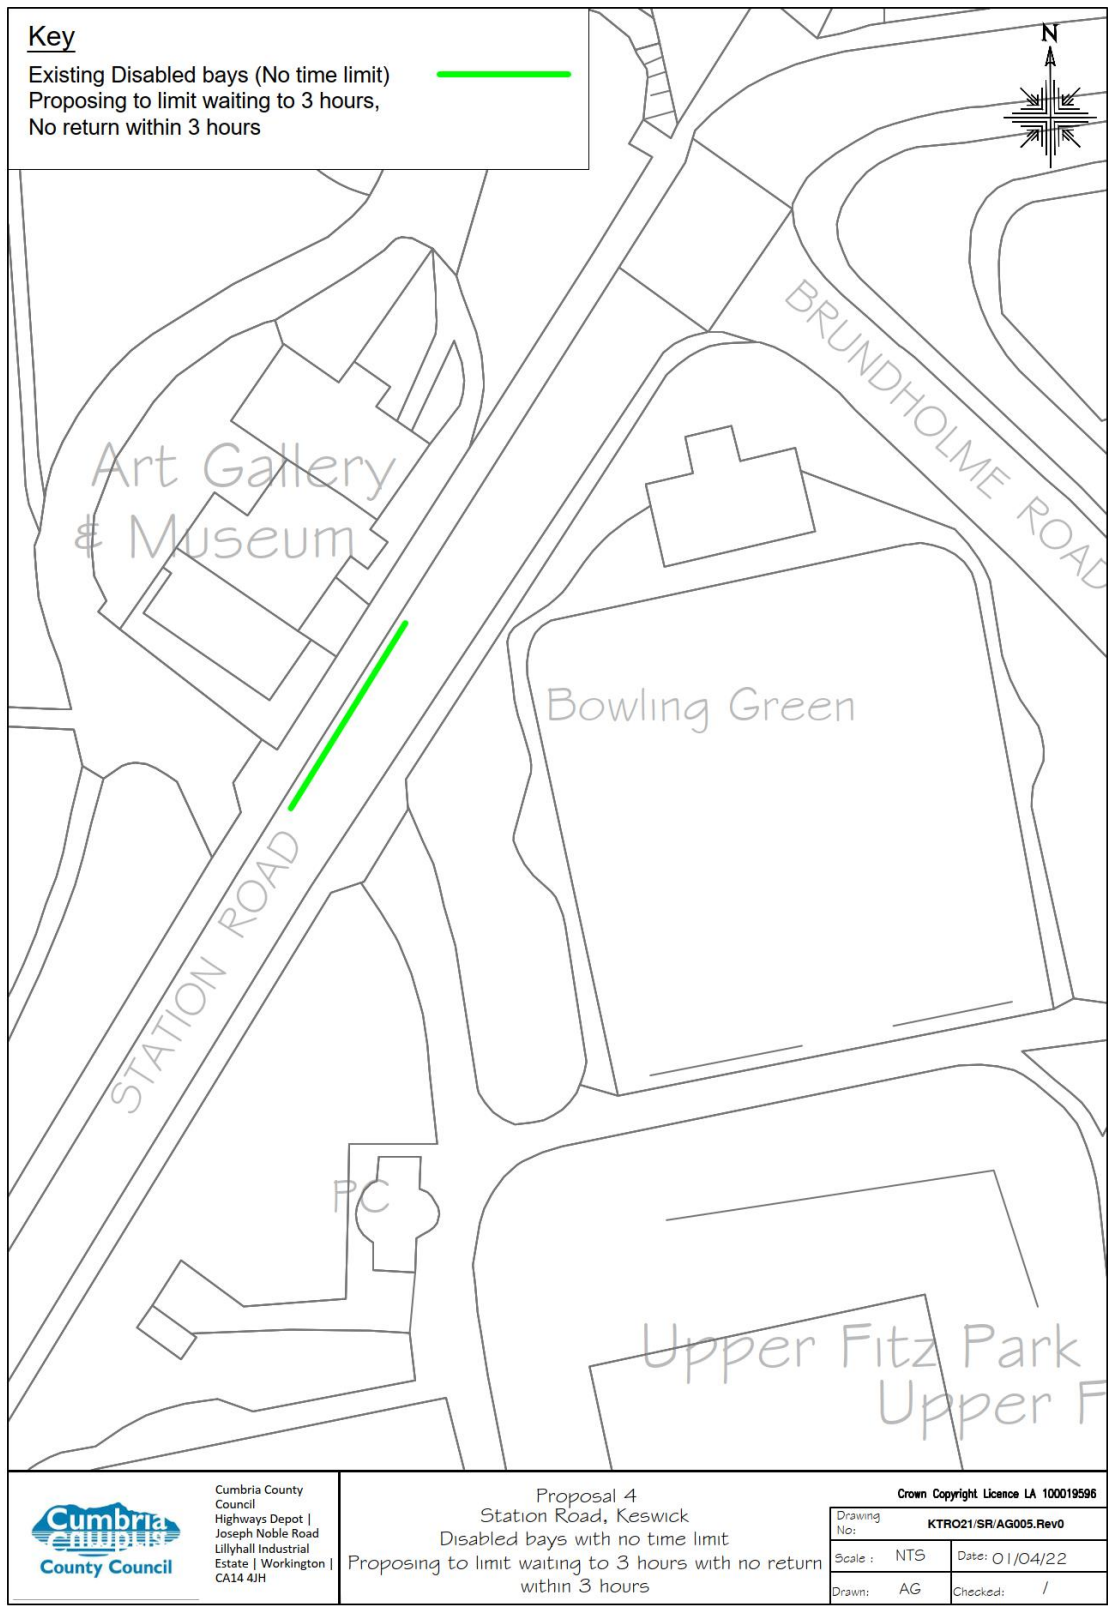 Key
Existing Disabled bays (No time limit)
Proposing to limit waiting to 3 hours,
No return within 3 hours
N
BRUNDHOLME ROAD
Art Gallery
& Museum
Bowling Green
STATION ROAD
PC
Upper Fitz Park
Upper F
Cumbria
County Council
Cumbria County
Council
Highways Depot |
Joseph Noble Road
Lillyhall Industrial
Estate | Workington |
CA14 4JH
Proposal 4
Station Road, Keswick
Disabled bays with no time limit
Proposing to limit waiting to 3 hours with no return
within 3 hours
Crown Copyright Licence LA 100019596
Drawing
No:
KTRO21/SR/AG005.Rev0
Scale : NTS
Date: 01/04/22
Drawn: AG
Checked: /